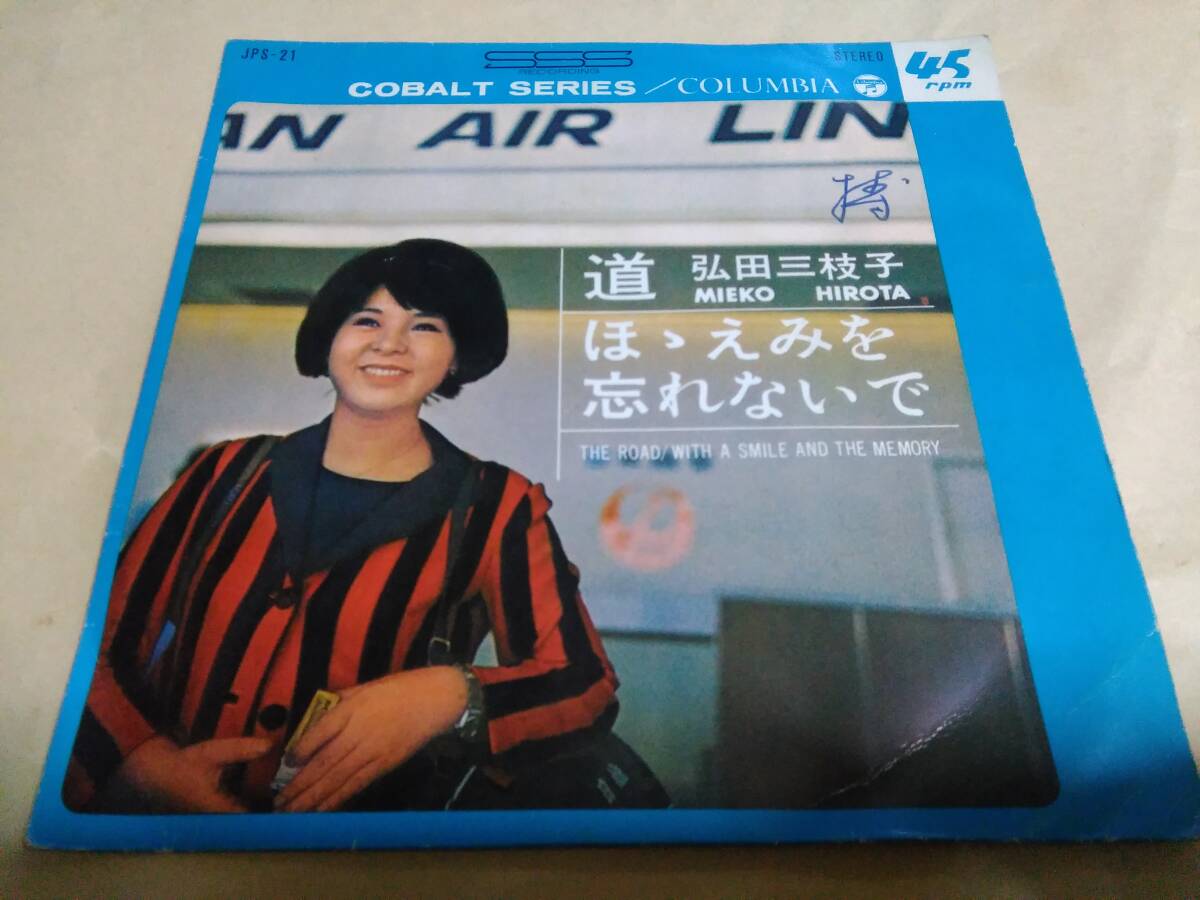 JPS-21
SSS
RECORDING
STEREO
45
rpm
COBALT SERIES / COLUMBIA
AN AIR LIN
道 弘田三枝子
MIEKO HIROTA
ほゝえみを
忘れないで
THE ROAD/WITH A SMILE AND THE MEMORY